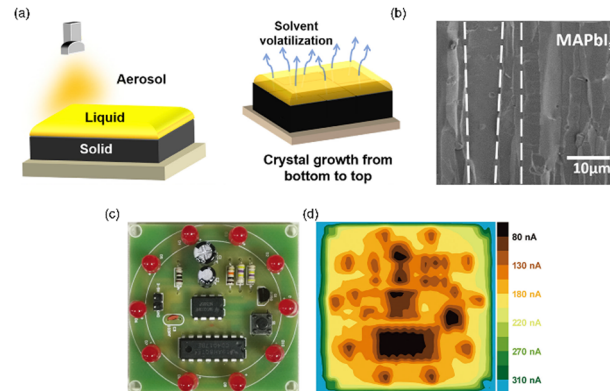 (a)
Aerosol
Liquid
Solid
Solvent
volatilization
Crystal growth from
bottom to top
(b)
MAPbI
10μm
(c)
(d)
80 nA
130 nA
180 nA
220 nA
270 nA
310 nA